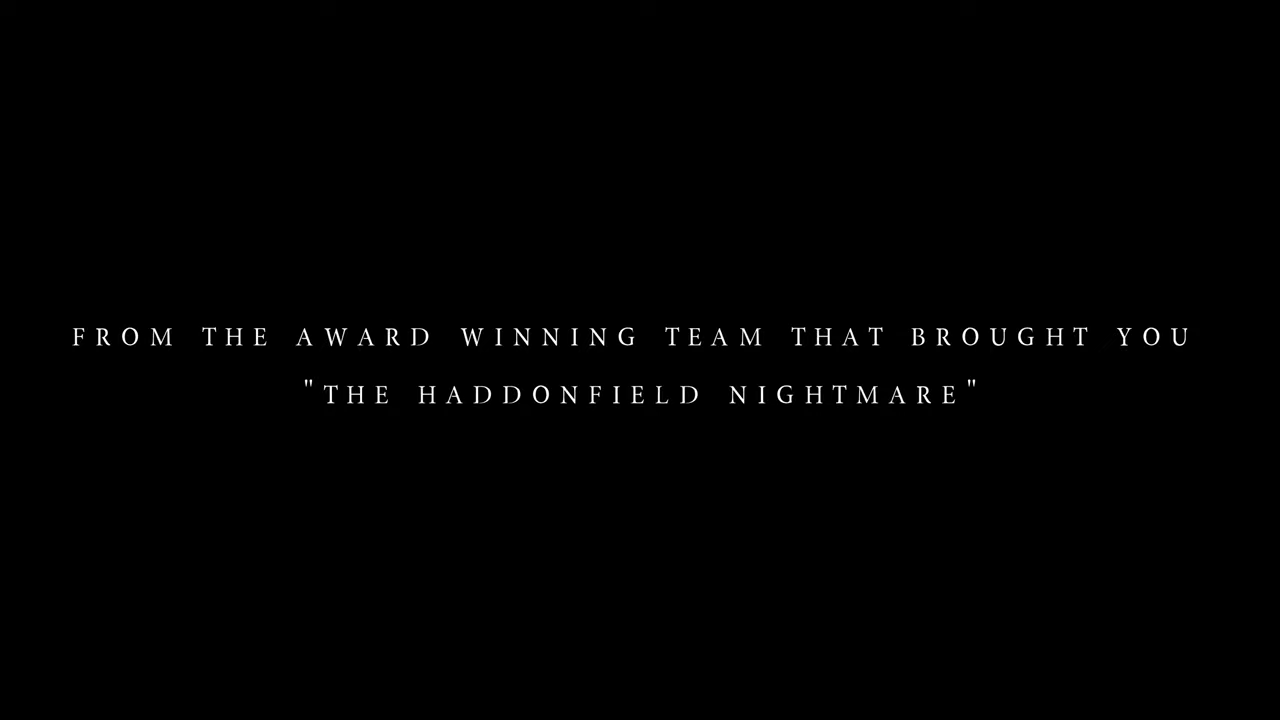 FROM THE AWARD WINNING TEAM THAT BROUGHT YOU
"THE HADDONFIELD NIGHTMARE"